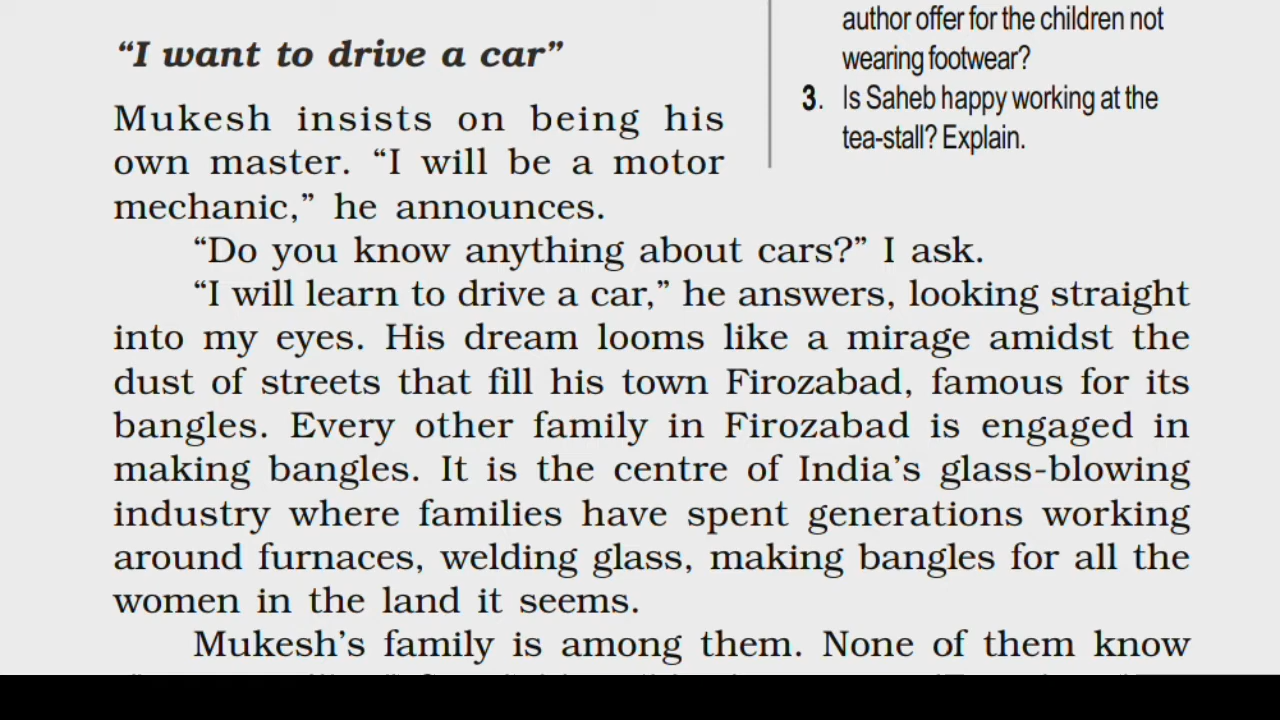 author offer for the children not
wearing footwear?
3. Is Saheb happy working at the
tea-stall? Explain.
“I want to drive a car”
Mukesh insists on being his
own master. “I will be a motor
mechanic,” he announces.
“Do you know anything about cars?” I ask.
“I will learn to drive a car,” he answers, looking straight
into my eyes. His dream looms like a mirage amidst the
dust of streets that fill his town Firozabad, famous for its
bangles. Every other family in Firozabad is engaged in
making bangles. It is the centre of India’s glass-blowing
industry where families have spent generations working
around furnaces, welding glass, making bangles for all the
women in the land it seems.
Mukesh’s family is among them. None of them know